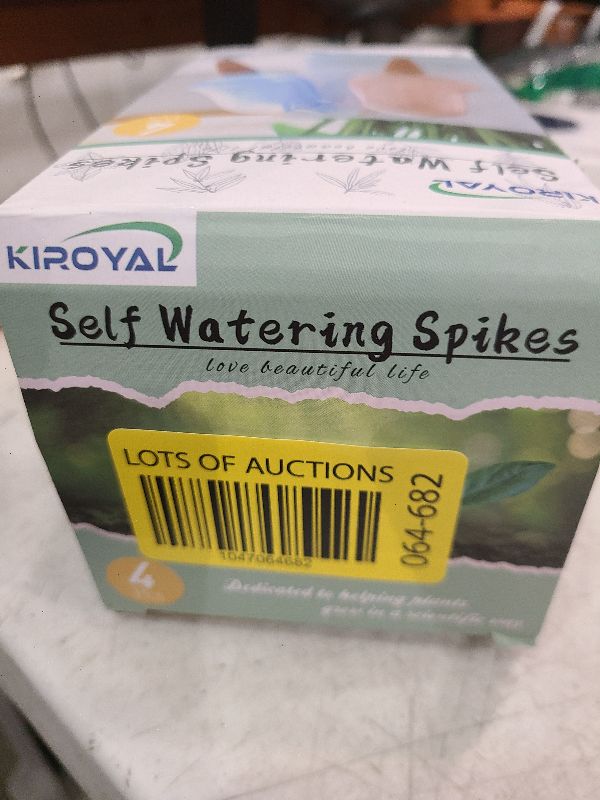 Self Watering Spikes
KIROYAL
KIROYAL
Self Watering Spikes
love beautiful life
LOTS OF AUCTIONS
064-682
1047064682
4
Dedicated to helping plants
grow in a scientific way